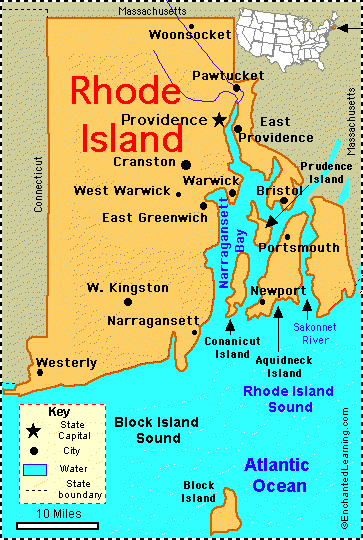 Massachusetts
Woonsocket
Pawtucket
Rhode
Island
Providence
East
Providence
Massachusetts
Connecticut
Cranston
Prudence
Island
West Warwick
Warwick
Bristol
East Greenwich
Narragansett
Bay
Portsmouth
W. Kingston
Newport
Narragansett
Conanicut
Island
Sakonnet
River
Aquidneck
Island
Westerly
Rhode Island
Sound
Key
State
Capital
City
Water
State
boundary
10 Miles
Block Island
Sound
Atlantic
Ocean
Block
Island
©EnchantedLearning.com